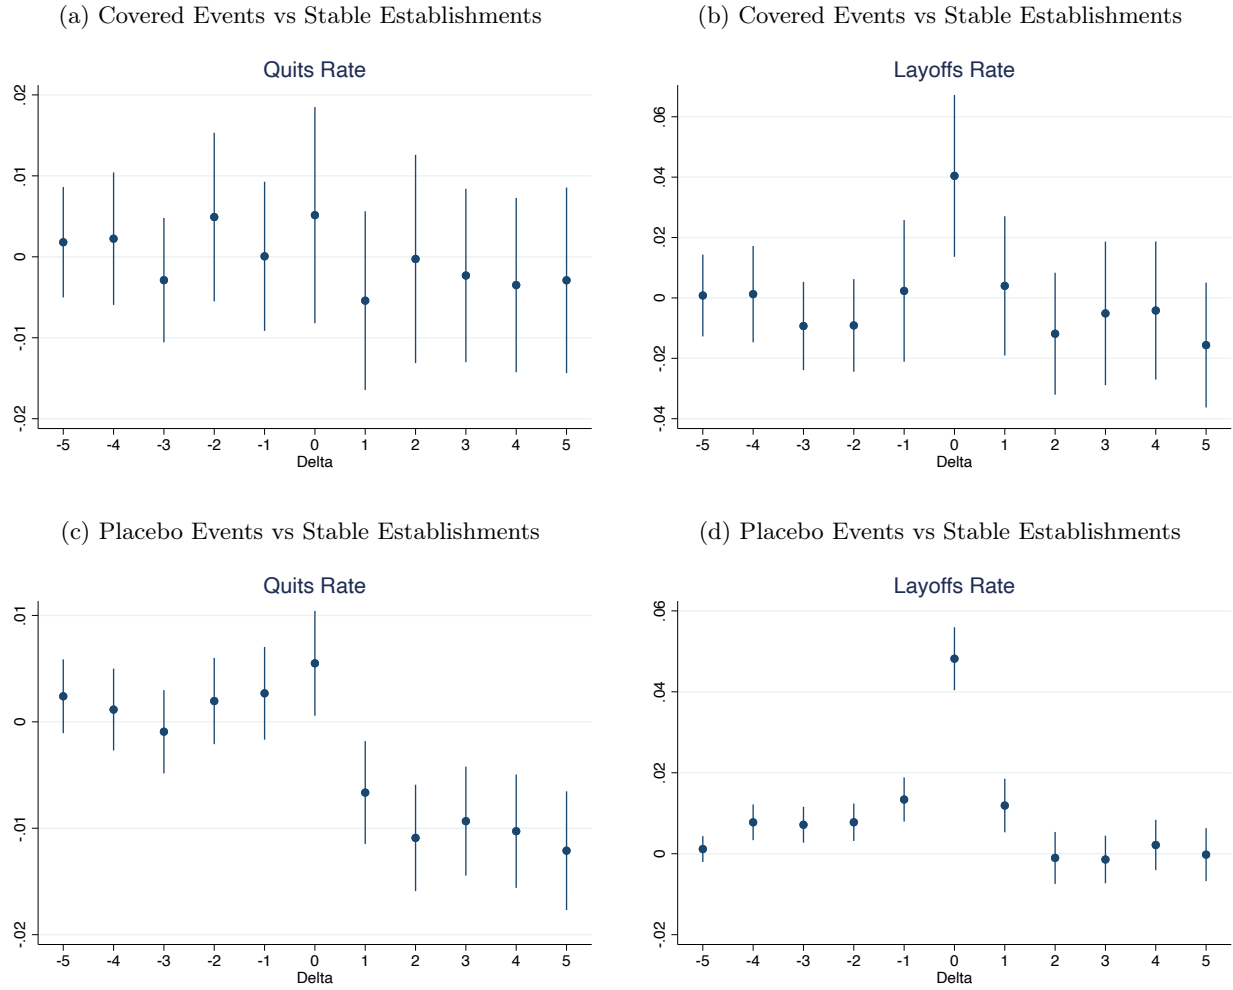 (a) Covered Events vs Stable Establishments
Quits Rate
.02
.01
0
-.01
-.02
-5 -4 -3 -2 -1 0 1 2 3 4 5
Delta
(b) Covered Events vs Stable Establishments
Layoffs Rate
.06
.04
.02
0
-.02
-.04
-5 -4 -3 -2 -1 0 1 2 3 4 5
Delta
(c) Placebo Events vs Stable Establishments
Quits Rate
.01
0
-.01
-.02
-5 -4 -3 -2 -1 0 1 2 3 4 5
Delta
(d) Placebo Events vs Stable Establishments
Layoffs Rate
.06
.04
.02
0
-.02
-5 -4 -3 -2 -1 0 1 2 3 4 5
Delta